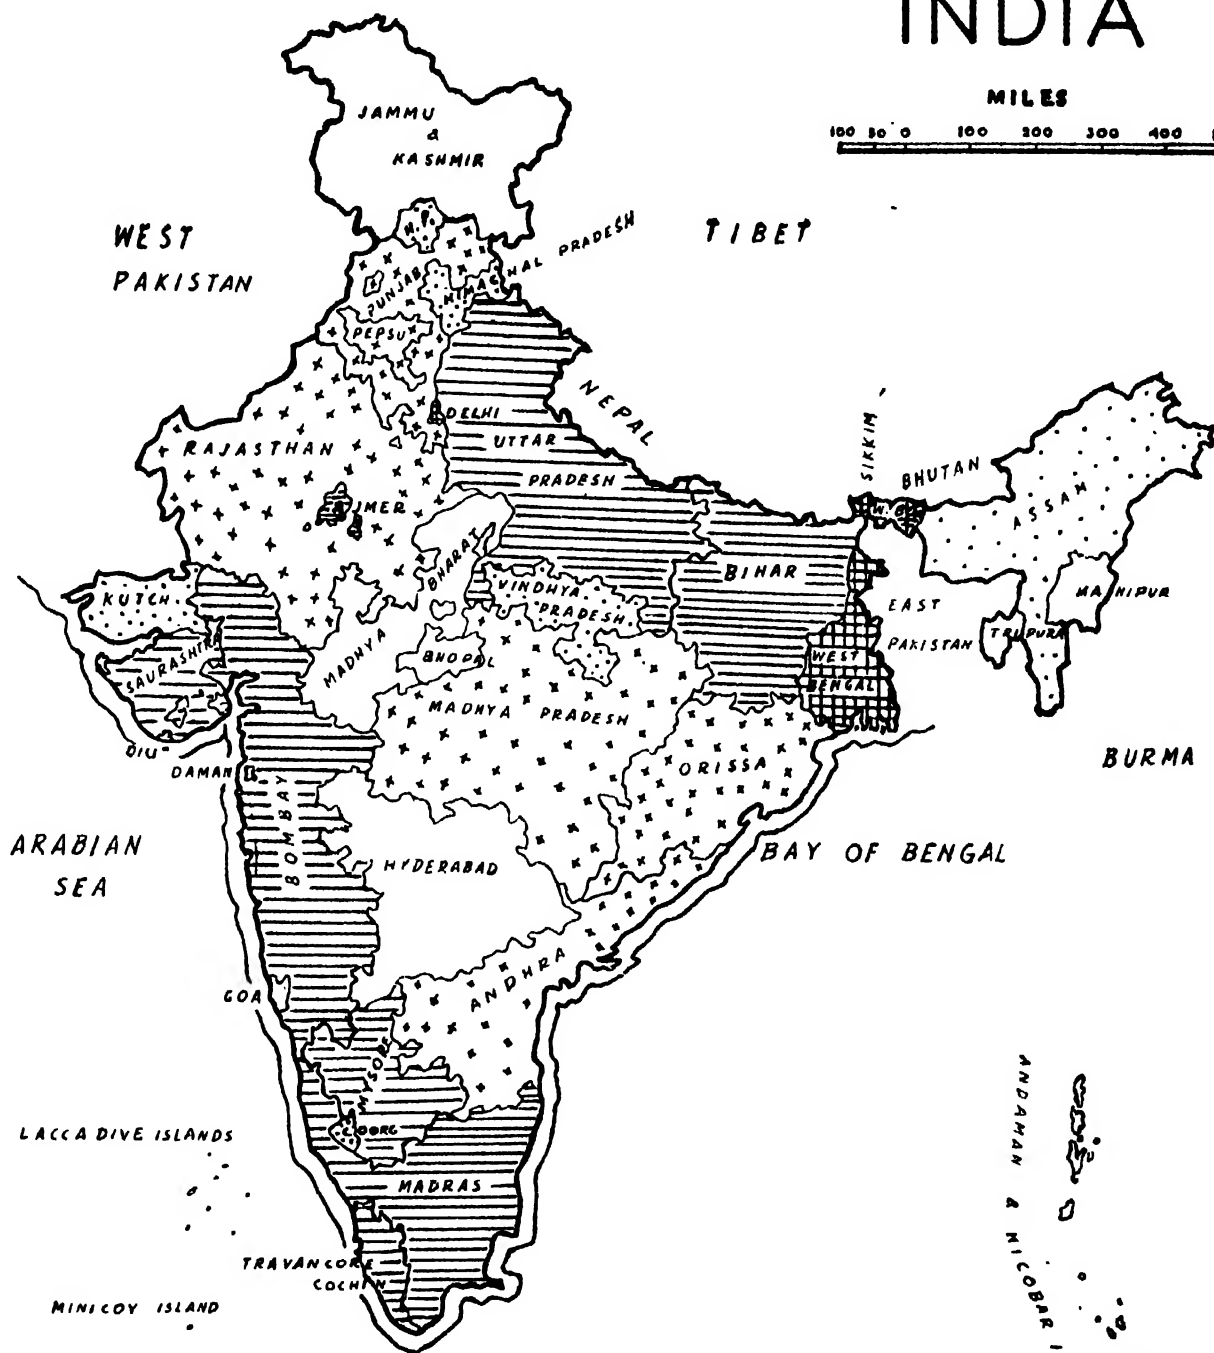 INDIA
MILES
100 50 0 100 200 300 400
JAMMU
&
KASHMIR
WEST
PAKISTAN
H.P.
HIMACHAL PRADESH
TIBET
PUNJAB
PEPSU
NEPAL
DELHI
RAJASTHAN
UTTAR
PRADESH
SIKKIM
BHUTAN
ASSAM
AJMER
W.B.
BHARAT
MADHYA
KUTCH
VINDHYA
PRADESH
BIHAR
EAST
PAKISTAN
MANIPUR
TRIPURA
SAURASHTRA
BHOPAL
WEST
BENGAL
MADHYA PRADESH
DIU
DAMAN
ORISSA
BURMA
BOMBAY
ARABIAN
SEA
HYDERABAD
BAY OF BENGAL
GOA
ANDHRA
MYSORE
COORG
LACCADIVE ISLANDS
MADRAS
ANDAMAN & NICOBAR I
TRAVANCORE
COCHIN
MINICOY ISLAND